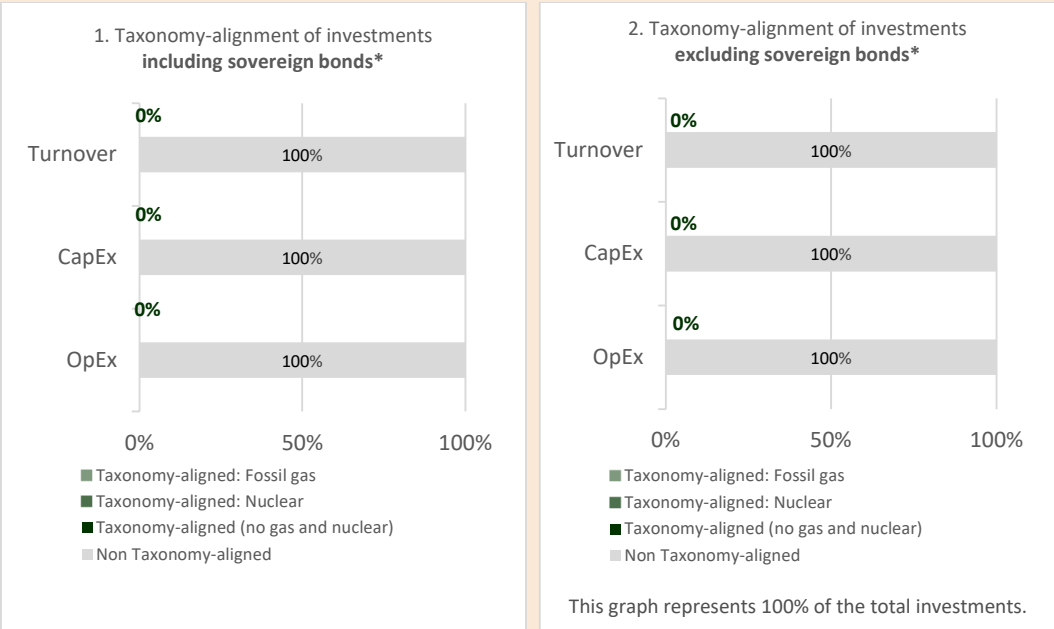 1. Taxonomy-alignment of investments
including sovereign bonds*
0%
Turnover
100%
0%
CapEx
100%
0%
OpEx
100%
0%
50%
100%
Taxonomy-aligned: Fossil gas
Taxonomy-aligned: Nuclear
Taxonomy-aligned (no gas and nuclear)
Non Taxonomy-aligned
2. Taxonomy-alignment of investments
excluding sovereign bonds*
0%
Turnover
100%
0%
CapEx
100%
0%
OpEx
100%
0%
50%
100%
Taxonomy-aligned: Fossil gas
Taxonomy-aligned: Nuclear
Taxonomy-aligned (no gas and nuclear)
Non Taxonomy-aligned
This graph represents 100% of the total investments.